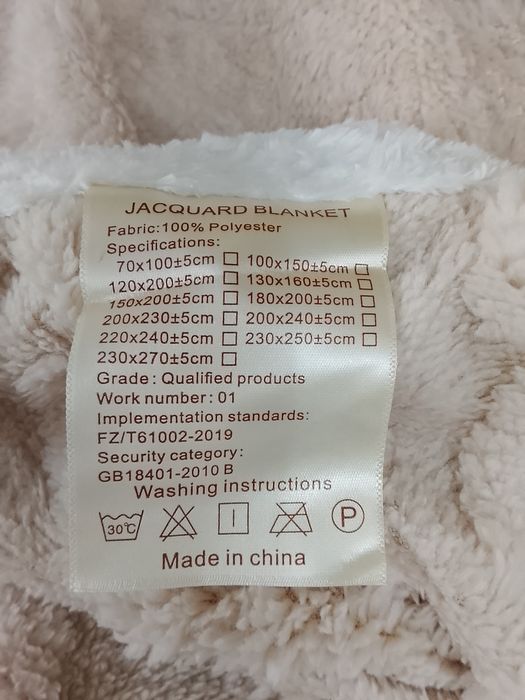 JACQUARD BLANKET
Fabric:100% Polyester
Specifications:
70x100±5cm □ 100x150±5cm □
120x200±5cm □ 130x160±5cm □
150x200±5cm □ 180x200±5cm □
200x230±5cm □ 200x240±5cm □
220x240±5cm □ 230x250±5cm □
230x270±5cm □
Grade: Qualified products
Work number: 01
Implementation standards:
FZ/T61002-2019
Security category:
GB18401-2010 B
Washing instructions
30℃ P
Made in china